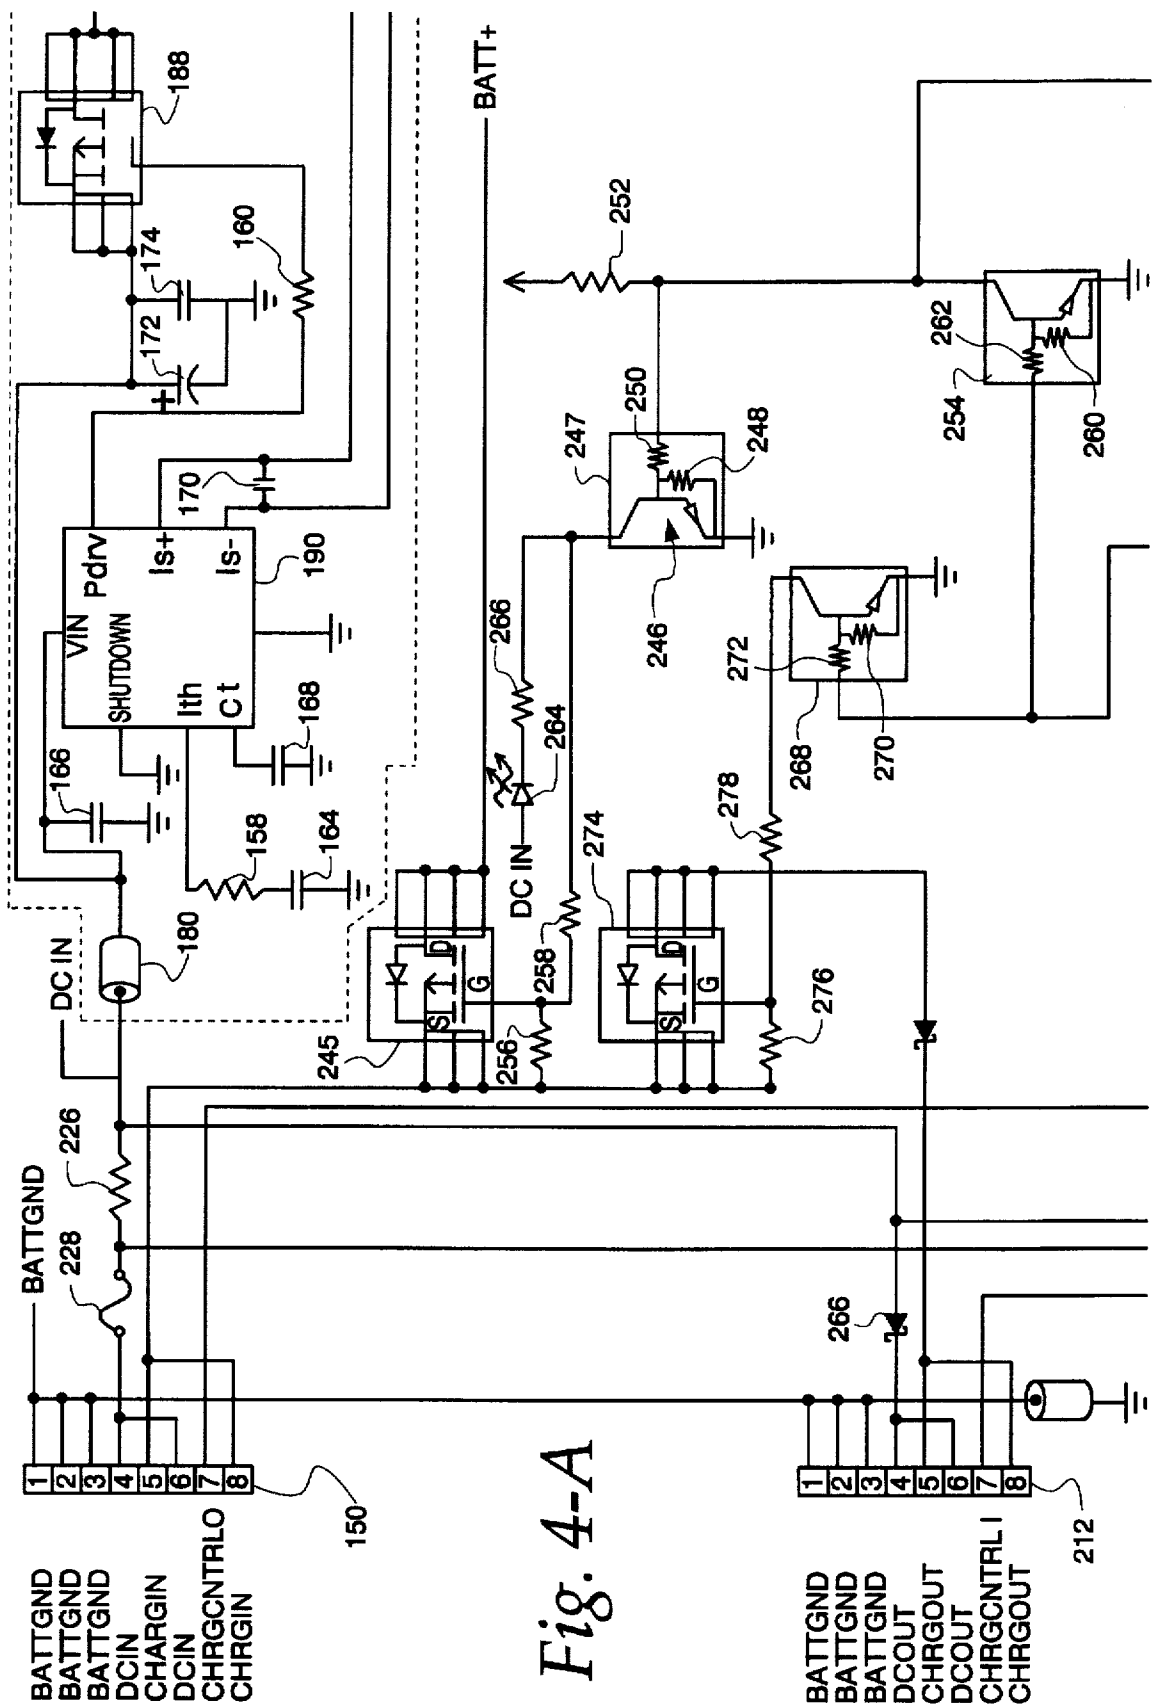 188
174
172
160
Pdrv
Is+
Is-
VIN
SHUTDOWN
Ith
Ct
170
190
166
168
158
164
180
DC IN
BATT+
252
250
248
247
246
262
254
260
266
264
DC IN
272
268
270
278
274
258
D
G
S
245
256
D
G
S
276
226
BATTGND
228
266
1
2
3
4
5
6
7
8
BATTGND
BATTGND
BATTGND
DCIN
CHARGIN
DCIN
CHRGCNTRLO
CHRGIN
150
Fig. 4-A
1
2
3
4
5
6
7
8
BATTGND
BATTGND
BATTGND
DCOUT
CHRGOUT
DCOUT
CHRGCNTRL I
CHRGOUT
212